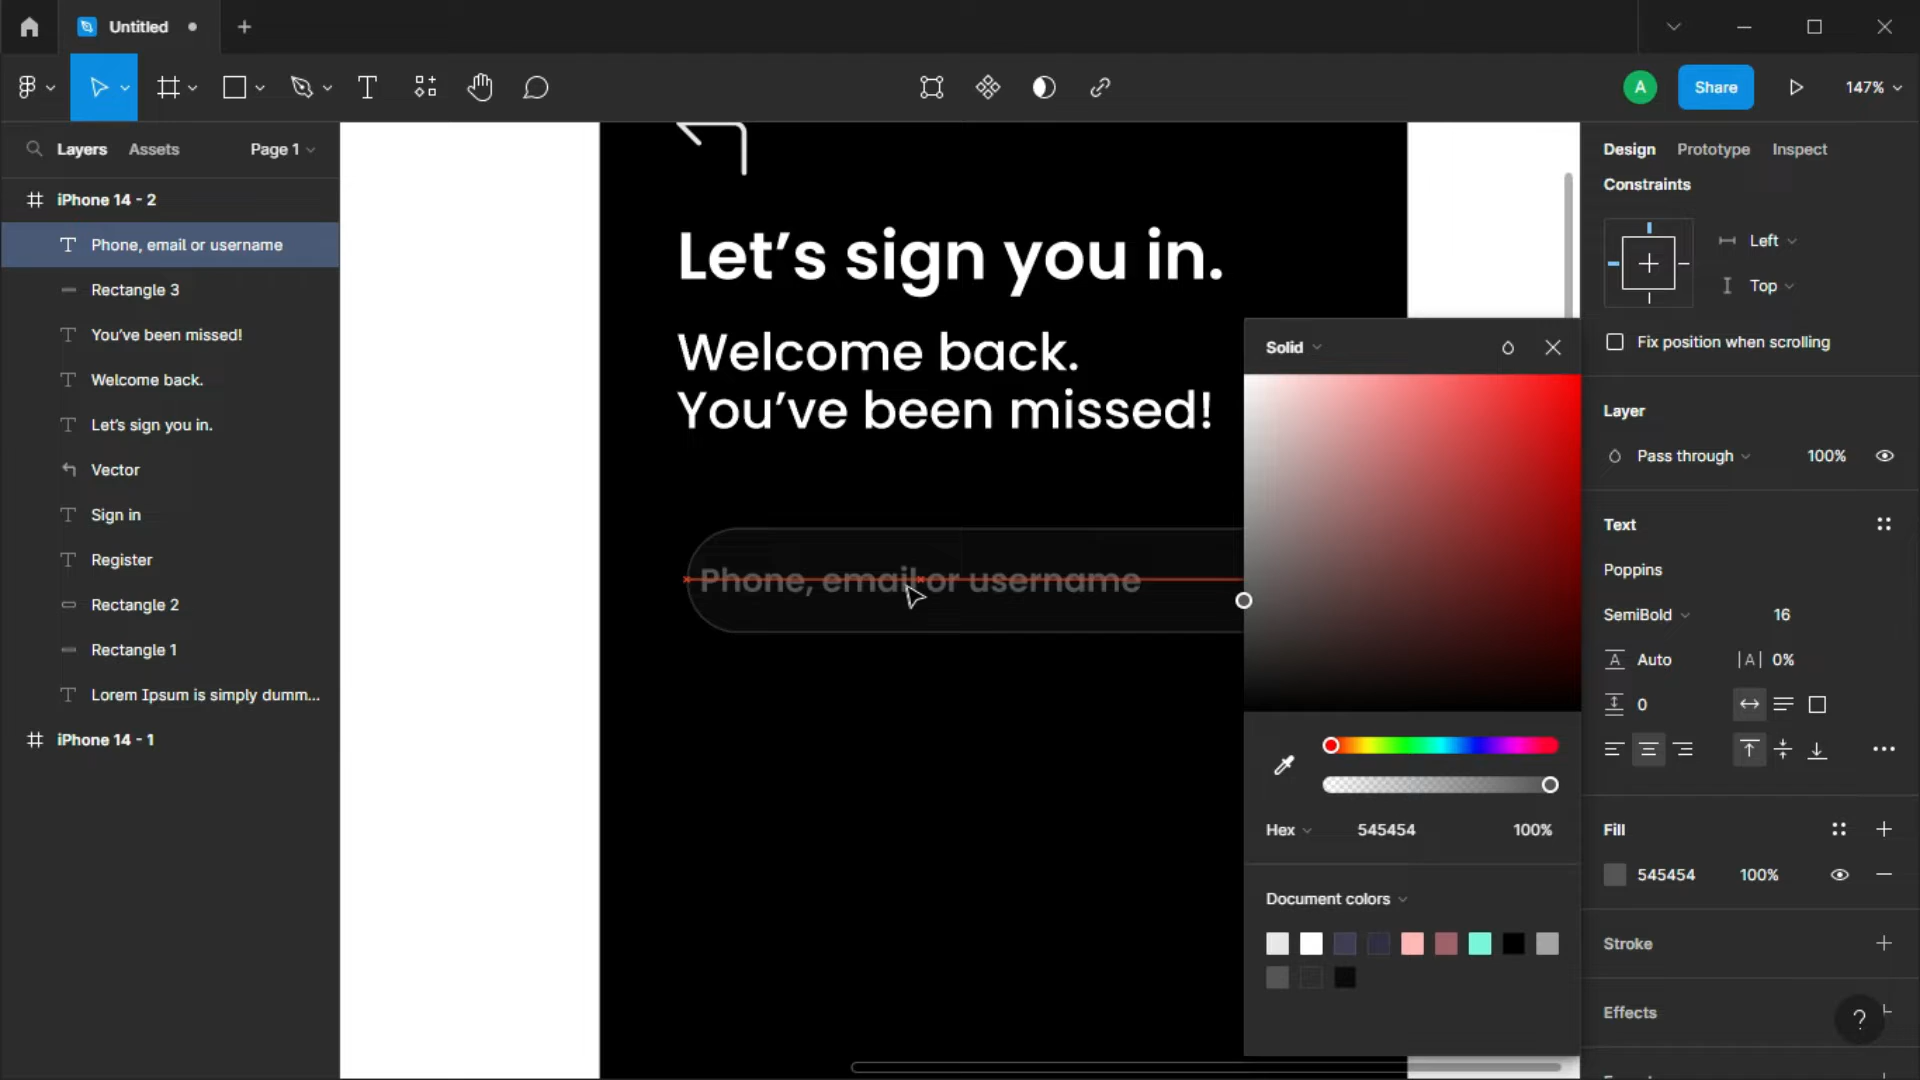 Untitled
A
Share
147%
Layers
Assets
Page 1
iPhone 14 - 2
Phone, email or username
Rectangle 3
You've been missed!
Welcome back.
Let's sign you in.
Vector
Sign in
Register
Rectangle 2
Rectangle 1
Lorem Ipsum is simply dumm...
iPhone 14 - 1
Let's sign you in.
Welcome back.
You've been missed!
Phone, email or username
Solid
Hex
545454
100%
Document colors
Design
Prototype
Inspect
Constraints
Left
Top
Fix position when scrolling
Layer
Pass through
100%
Text
Poppins
SemiBold
16
Auto
|A| 0%
0
Fill
545454
100%
Stroke
Effects
?